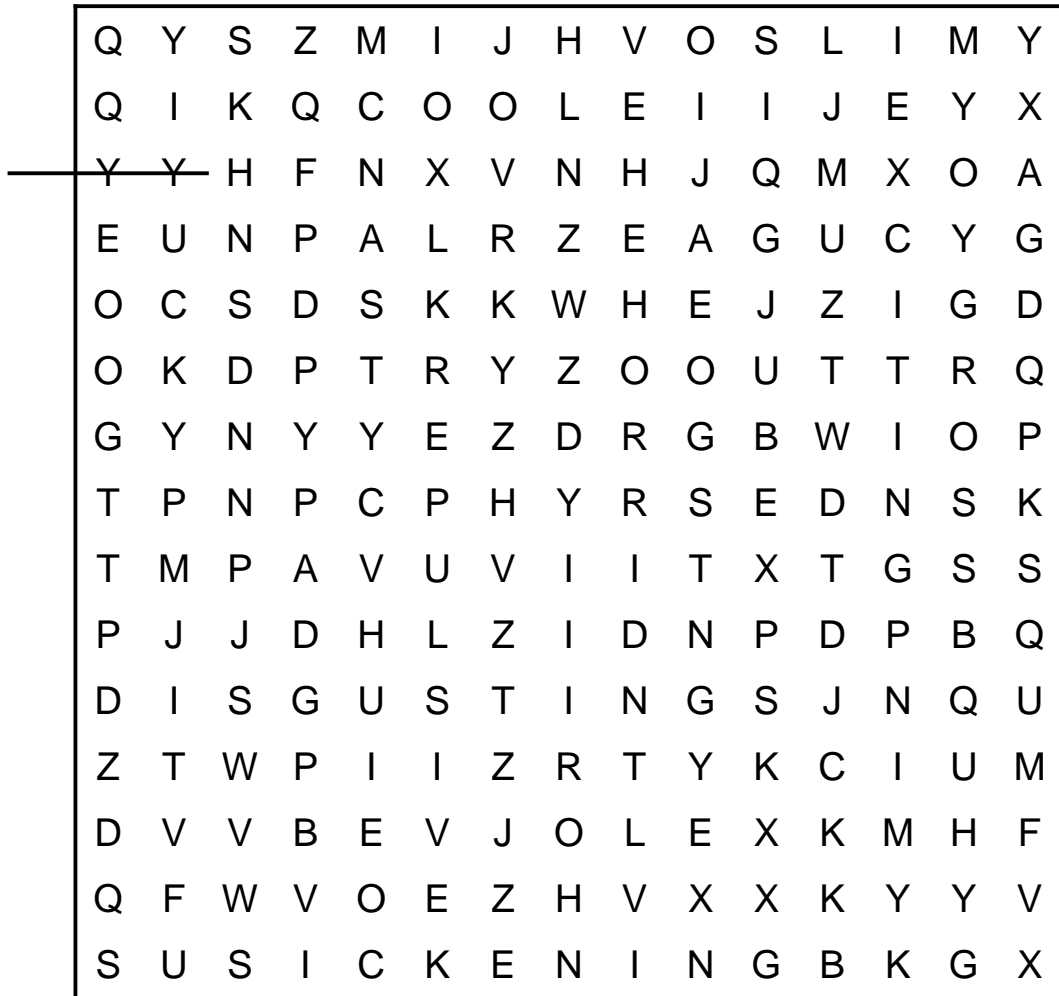 Q Y S Z M I J H V O S L I M Y
Q I K Q C O O L E I I J E Y X
Y Y H F N X V N H J Q M X O A
E U N P A L R Z E A G U C Y G
O C S D S K K W H E J Z I G D
O K D P T R Y Z O O U T T R Q
G Y N Y Y E Z D R G B W I O P
T P N P C P H Y R S E D N S K
T M P A V U V I I T X T G S S
P J J D H L Z I D N P D P B Q
D I S G U S T I N G S J N Q U
Z T W P I I Z R T Y K C I U M
D V V B E V J O L E X K M H F
Q F W V O E Z H V X X K Y Y V
S U S I C K E N I N G B K G X